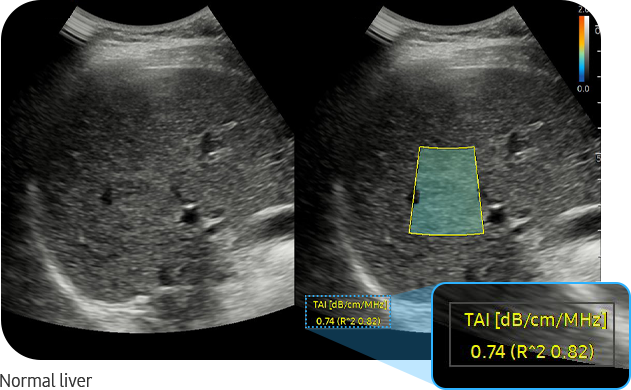 2.0
0.0
5
TAI [dB/cm/MHz]
0.74 (R^2 0.82)
TAI [dB/cm/MHz]
0.74 (R^2 0.82)
Normal liver